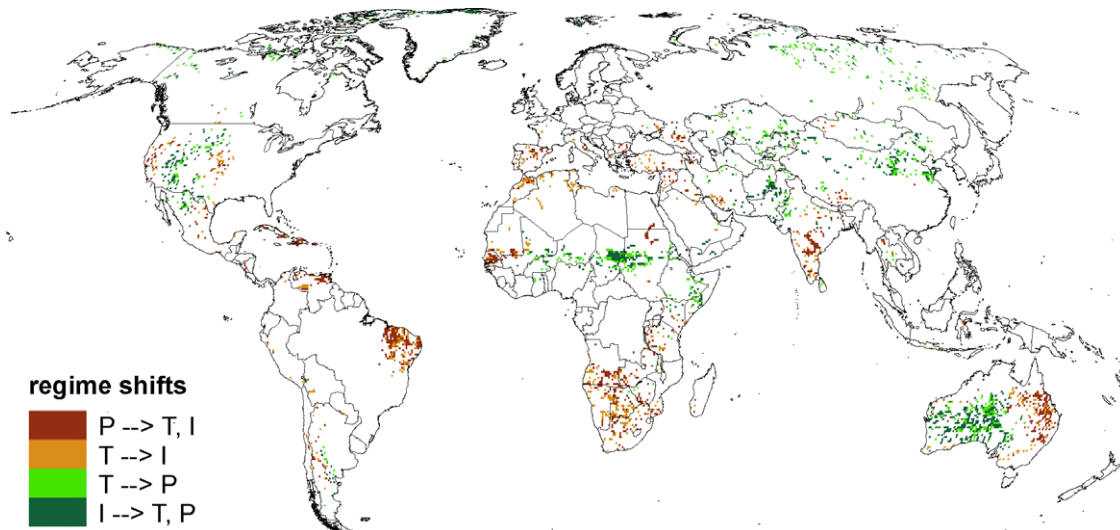 regime shifts
P --> T, I
T --> I
T --> P
I --> T, P